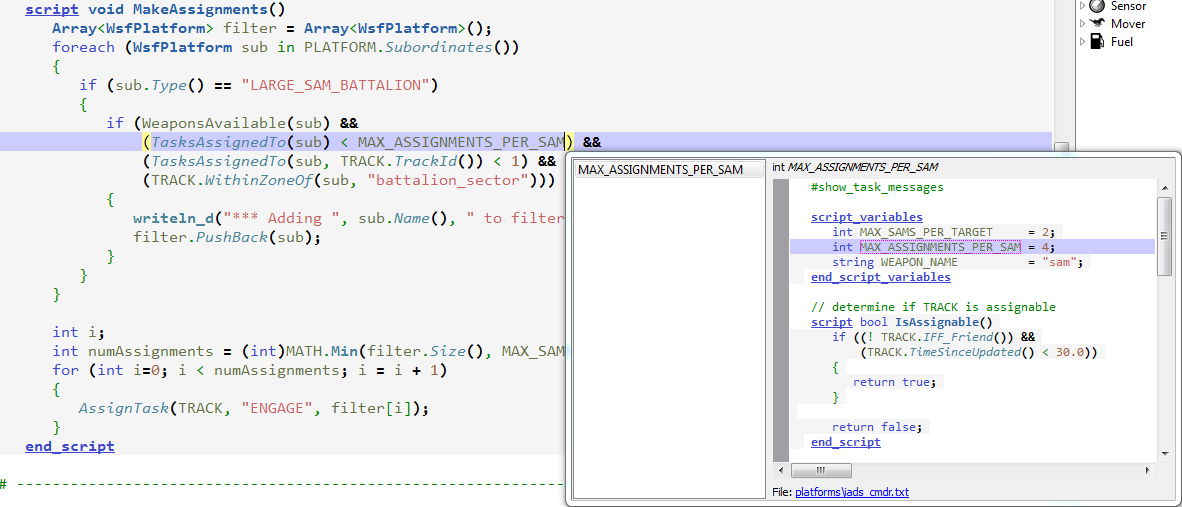 script void MakeAssignments()
Array<WsfPlatform> filter = Array<WsfPlatform>();
foreach (WsfPlatform sub in PLATFORM.Subordinates())
{
if (sub.Type() == "LARGE_SAM_BATTALION")
{
if (WeaponsAvailable(sub) &&
(TasksAssignedTo(sub) < MAX_ASSIGNMENTS_PER_SAM) &&
(TasksAssignedTo(sub, TRACK.TrackId()) < 1) &&
(TRACK.WithinZoneOf(sub, "battalion_sector")))
{
writeln_d("*** Adding ", sub.Name(), " to filter
filter.PushBack(sub);
}
}
}
int i;
int numAssignments = (int)MATH.Min(filter.Size(), MAX_SAM
for (int i=0; i < numAssignments; i = i + 1)
{
AssignTask(TRACK, "ENGAGE", filter[i]);
}
end_script
# -------------------------------------------------------------
MAX_ASSIGNMENTS_PER_SAM
int MAX_ASSIGNMENTS_PER_SAM
#show_task_messages
script_variables
int MAX_SAMS_PER_TARGET = 2;
int MAX_ASSIGNMENTS_PER_SAM = 4;
string WEAPON_NAME = "sam";
end_script_variables
// determine if TRACK is assignable
script bool IsAssignable()
if ((! TRACK.IFF_Friend()) &&
(TRACK.TimeSinceUpdated() < 30.0))
{
return true;
}
return false;
end_script
File: platforms\iads_cmdr.txt
Sensor
Mover
Fuel